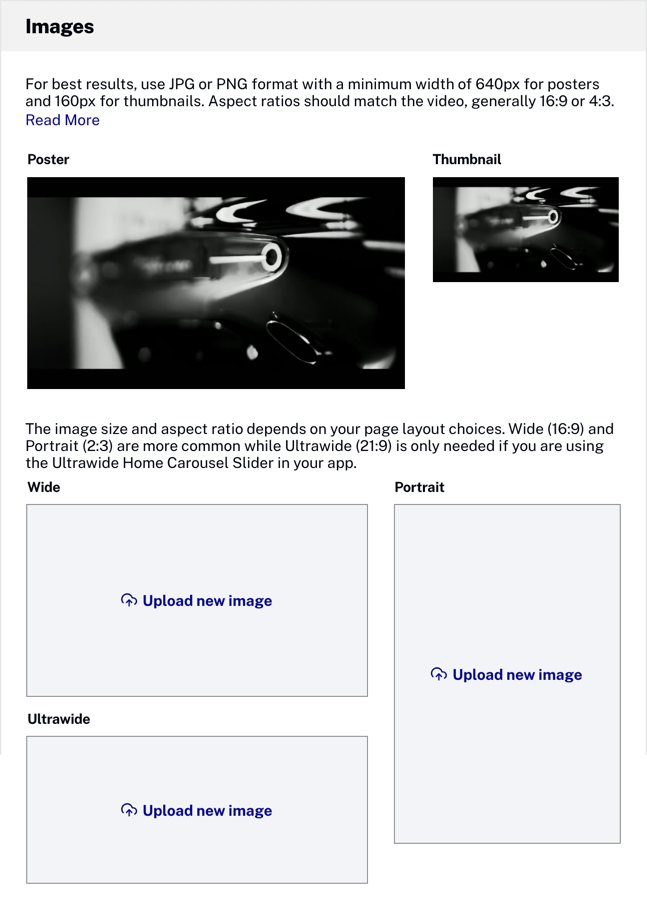 Images
For best results, use JPG or PNG format with a minimum width of 640px for posters
and 160px for thumbnails. Aspect ratios should match the video, generally 16:9 or 4:3.
Read More
Poster
Thumbnail
The image size and aspect ratio depends on your page layout choices. Wide (16:9) and
Portrait (2:3) are more common while Ultrawide (21:9) is only needed if you are using
the Ultrawide Home Carousel Slider in your app.
Wide
Portrait
Upload new image
Upload new image
Ultrawide
Upload new image